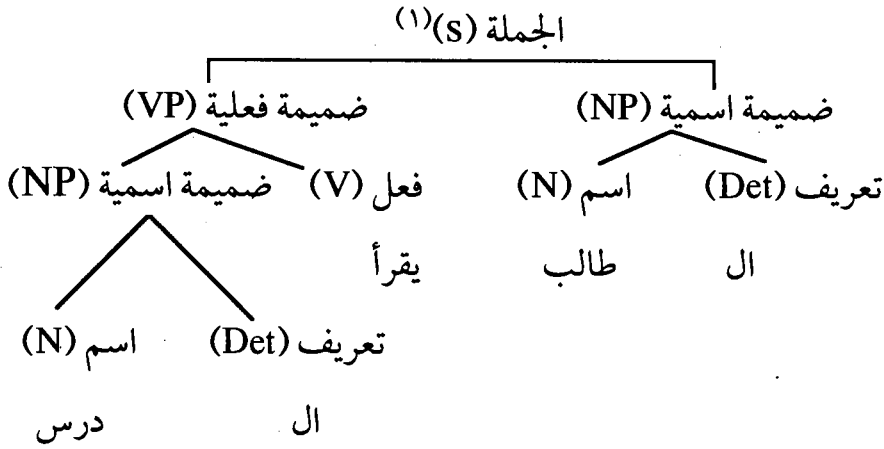 الجملة (S)(١)
ضميمة اسمية (NP) ضميمة فعلية (VP)
تعريف (Det) اسم (N) فعل (V) ضميمة اسمية (NP)
ال طالب يقرأ
تعريف (Det) اسم (N)
ال درس